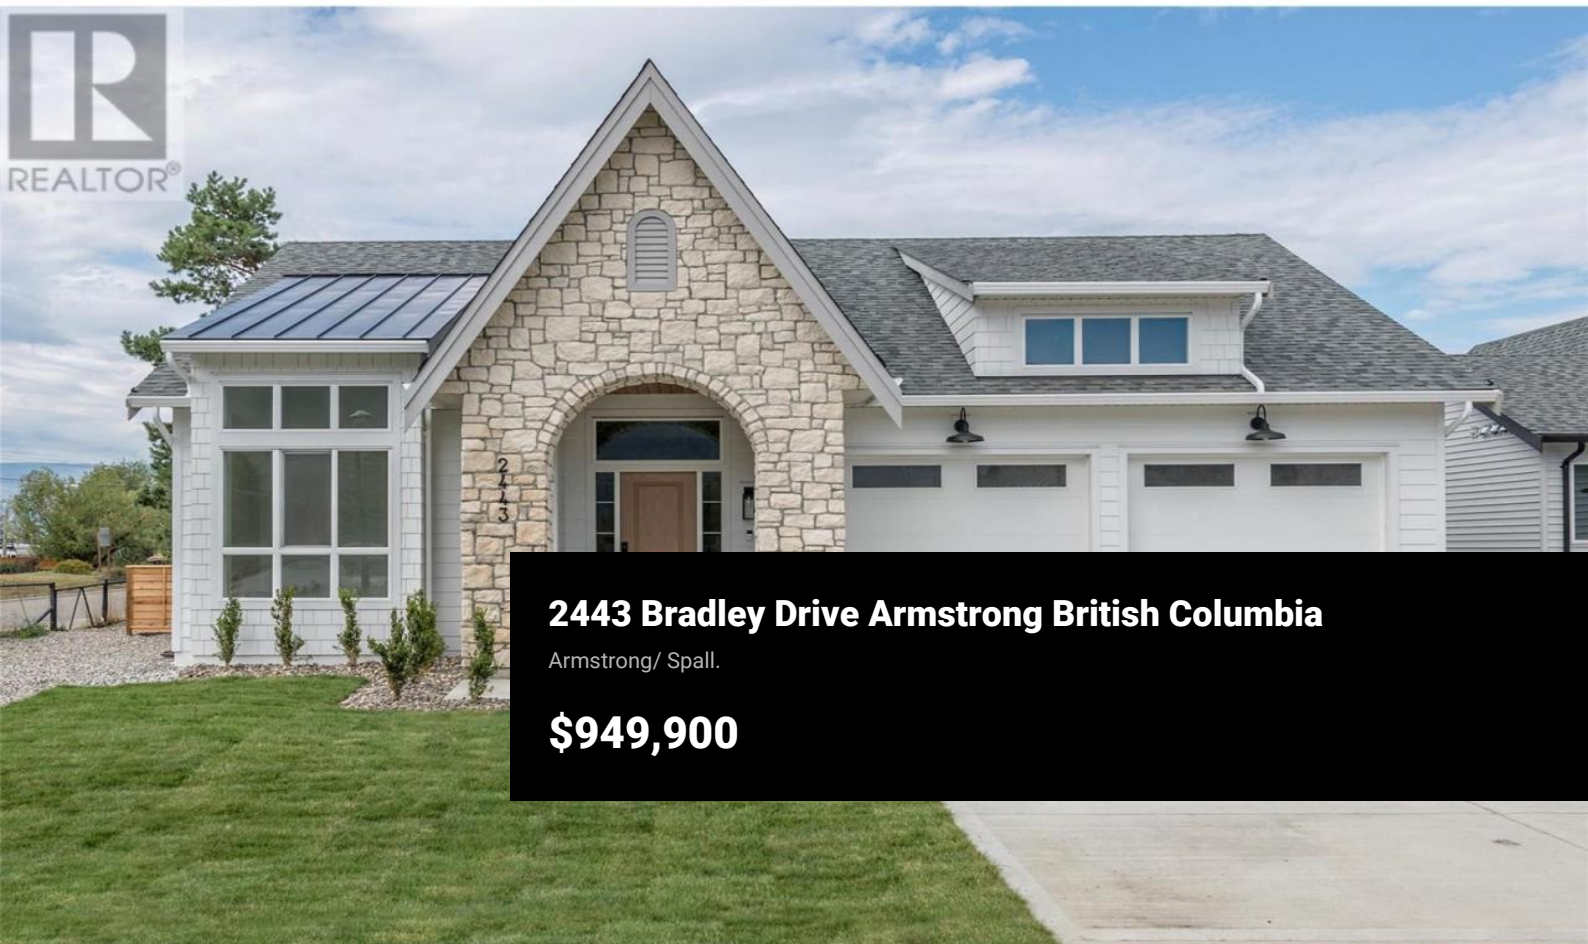 REALTOR®
2443
2443 Bradley Drive Armstrong British Columbia
Armstrong/ Spall.
$949,900